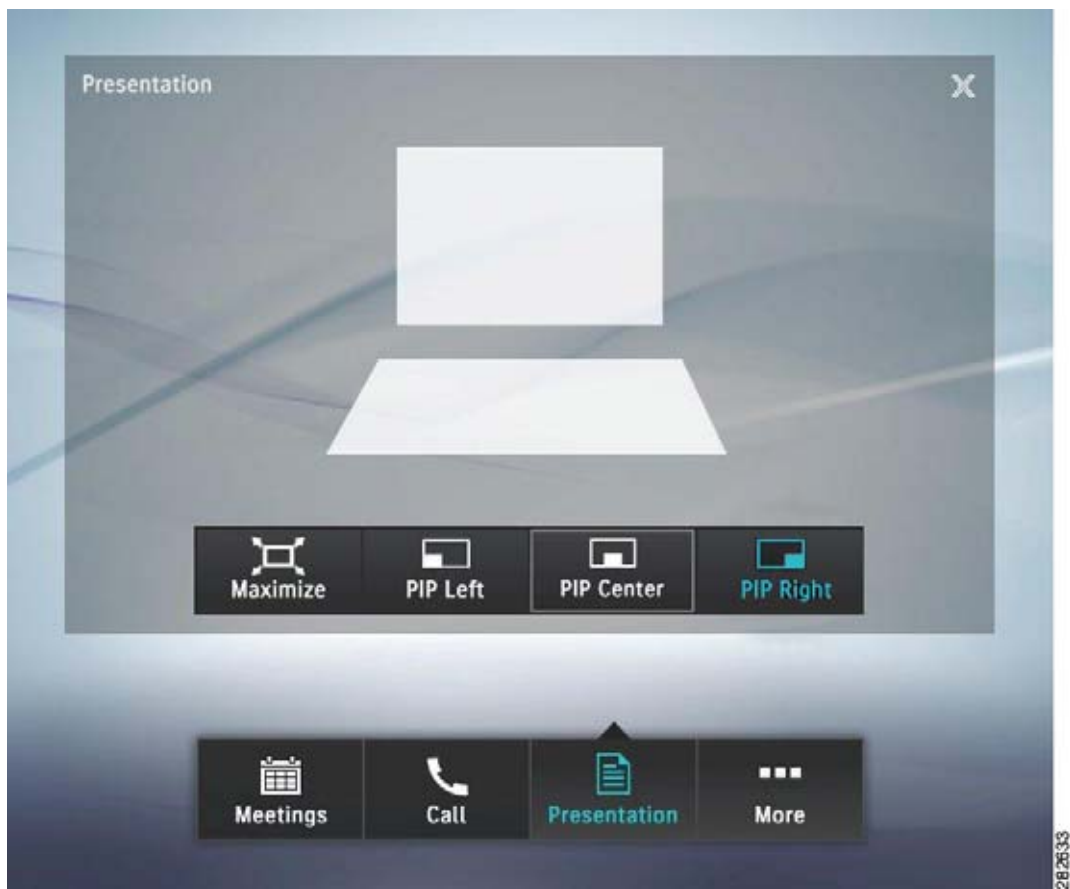 Presentation
X
Maximize PIP Left PIP Center PIP Right
Meetings Call Presentation More
282633